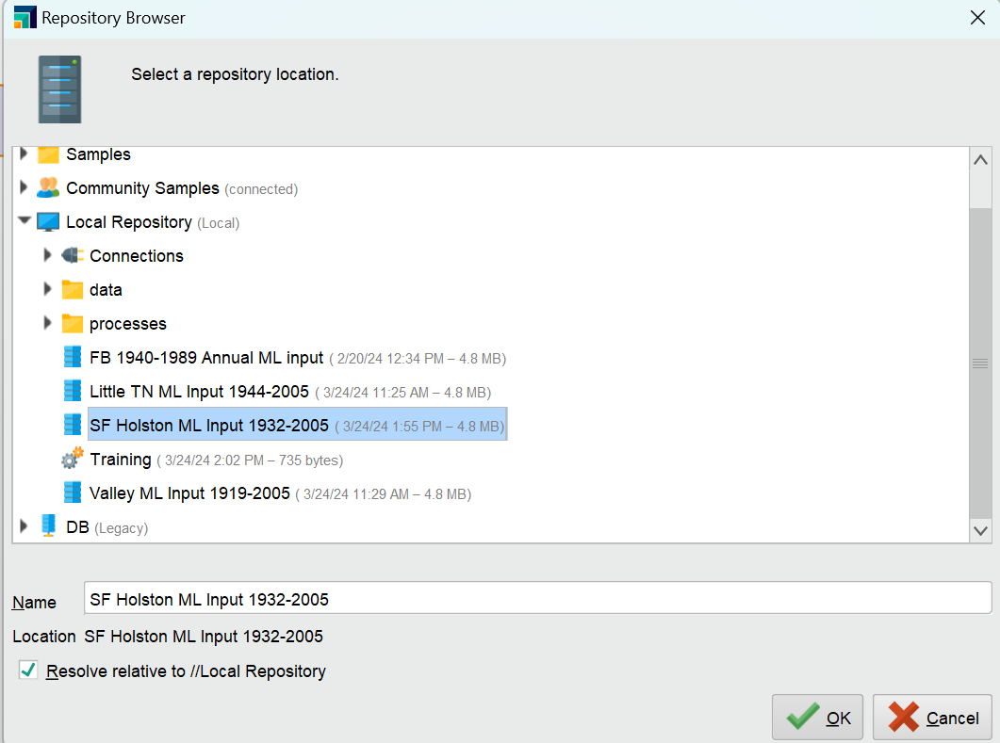 Repository Browser
Select a repository location.
Samples
Community Samples (connected)
Local Repository (Local)
Connections
data
processes
FB 1940-1989 Annual ML input ( 2/20/24 12:34 PM – 4.8 MB)
Little TN ML Input 1944-2005 ( 3/24/24 11:25 AM – 4.8 MB)
SF Holston ML Input 1932-2005 ( 3/24/24 1:55 PM – 4.8 MB)
Training ( 3/24/24 2:02 PM – 735 bytes)
Valley ML Input 1919-2005 ( 3/24/24 11:29 AM – 4.8 MB)
DB (Legacy)
Name SF Holston ML Input 1932-2005
Location SF Holston ML Input 1932-2005
Resolve relative to //Local Repository
OK Cancel